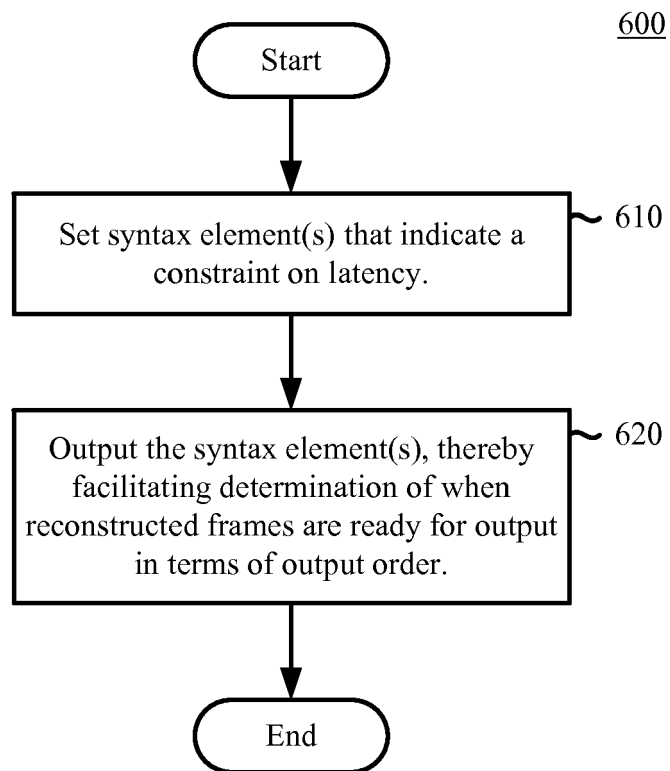 600
Start
Set syntax element(s) that indicate a
constraint on latency.
610
Output the syntax element(s), thereby
facilitating determination of when
reconstructed frames are ready for output
in terms of output order.
620
End